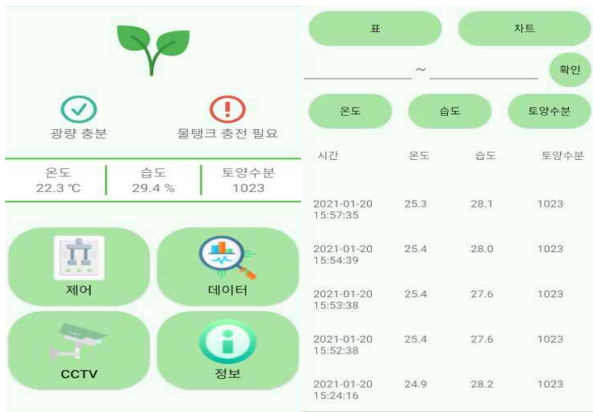 광량 충분
물탱크 충전 필요
온도 습도 토양수분
22.3 ℃ 29.4 % 1023
제어
데이터
CCTV
정보
표 차트
~ 확인
온도 습도 토양수분
시간 온도 습도 토양수분
2021-01-20 25.3 28.1 1023
15:57:35
2021-01-20 25.4 28.0 1023
15:54:39
2021-01-20 25.4 27.6 1023
15:53:38
2021-01-20 25.4 27.6 1023
15:52:38
2021-01-20 24.9 28.2 1023
15:24:16